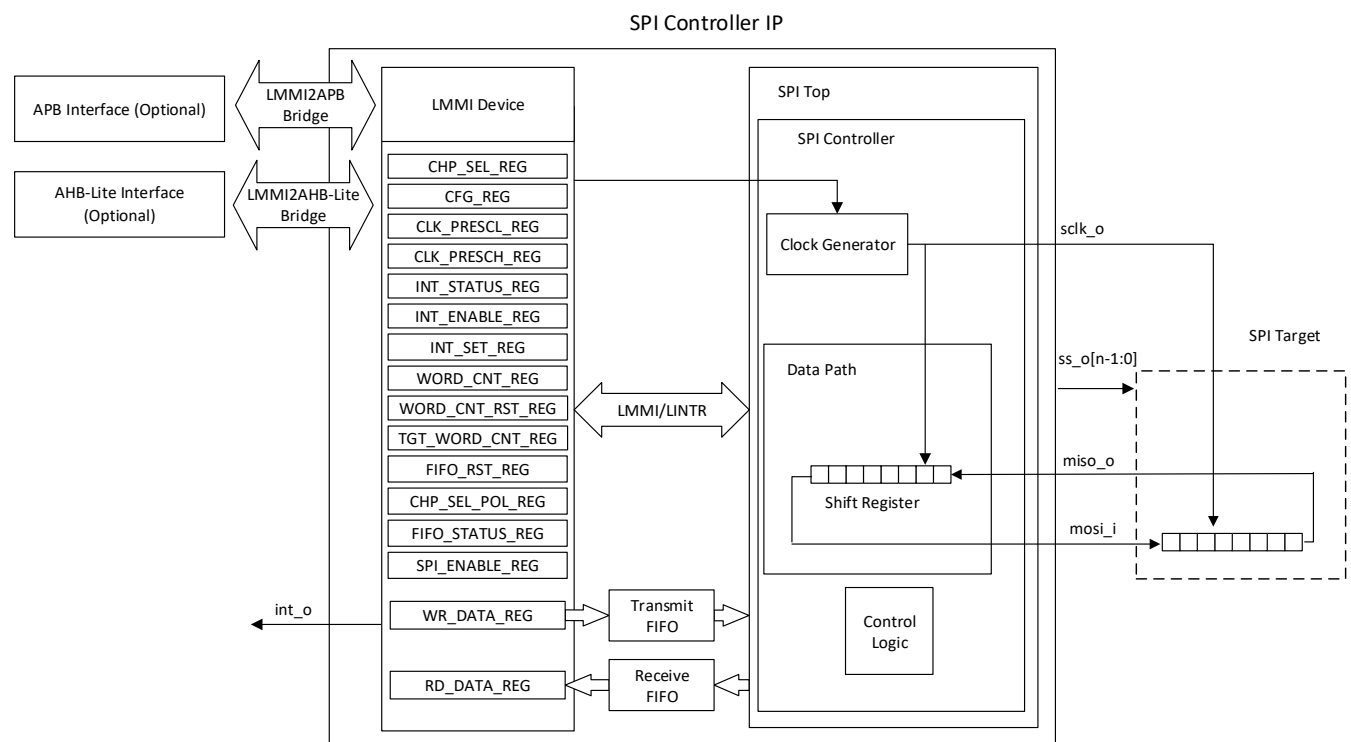 SPI Controller IP
APB Interface (Optional)
LMMI2APB
Bridge
AHB-Lite Interface
(Optional)
LMMI2AHB-Lite
Bridge
LMMI Device
CHP_SEL_REG
CFG_REG
CLK_PRESCL_REG
CLK_PRESCH_REG
INT_STATUS_REG
INT_ENABLE_REG
INT_SET_REG
WORD_CNT_REG
WORD_CNT_RST_REG
TGT_WORD_CNT_REG
FIFO_RST_REG
CHP_SEL_POL_REG
FIFO_STATUS_REG
SPI_ENABLE_REG
WR_DATA_REG
RD_DATA_REG
int_o
LMMI/LINTR
Transmit
FIFO
Receive
FIFO
SPI Top
SPI Controller
Clock Generator
Data Path
Shift Register
Control
Logic
sclk_o
ss_o[n-1:0]
miso_o
mosi_i
SPI Target